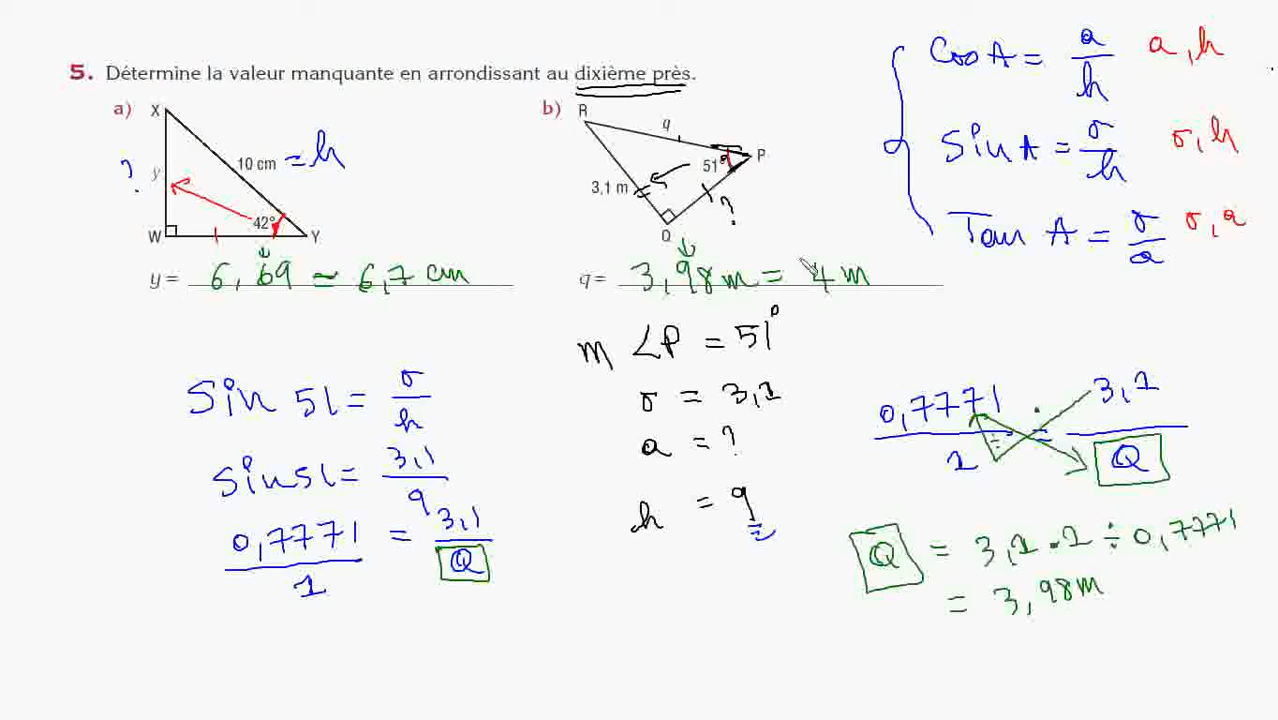 5. Détermine la valeur manquante en arrondissant au dixième près.
a) X
y
?
10 cm = h
42°
W
Y
y = 6,69 ≃ 6,7 cm
b) R
q
51°
P
3,1 m
?
Q
q = 3,98m = 4 m
Cos A = a/h a, h
Sin A = o/h o, h
Tan A = o/a o, a
m ∠P = 51°
o = 3,1
a = ?
h = q
Sin 51 = o/h
Sin 51 = 3,1/q
0,7771/1 = 3,1/Q
0,7771/1 = 3,1/Q
÷
Q = 3,1 · 1 ÷ 0,7771
= 3,98m